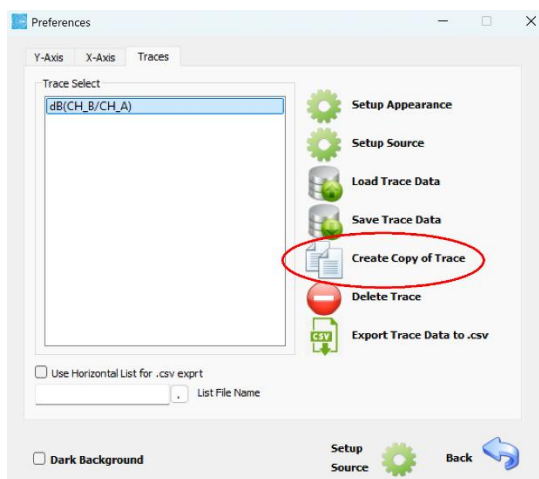 Preferences
Y-Axis X-Axis Traces
Trace Select
dB(CH_B/CH_A)
Setup Appearance
Setup Source
Load Trace Data
Save Trace Data
Create Copy of Trace
Delete Trace
CSV
Export Trace Data to .csv
Use Horizontal List for .csv exprt
. List File Name
Dark Background
Setup
Source
Back